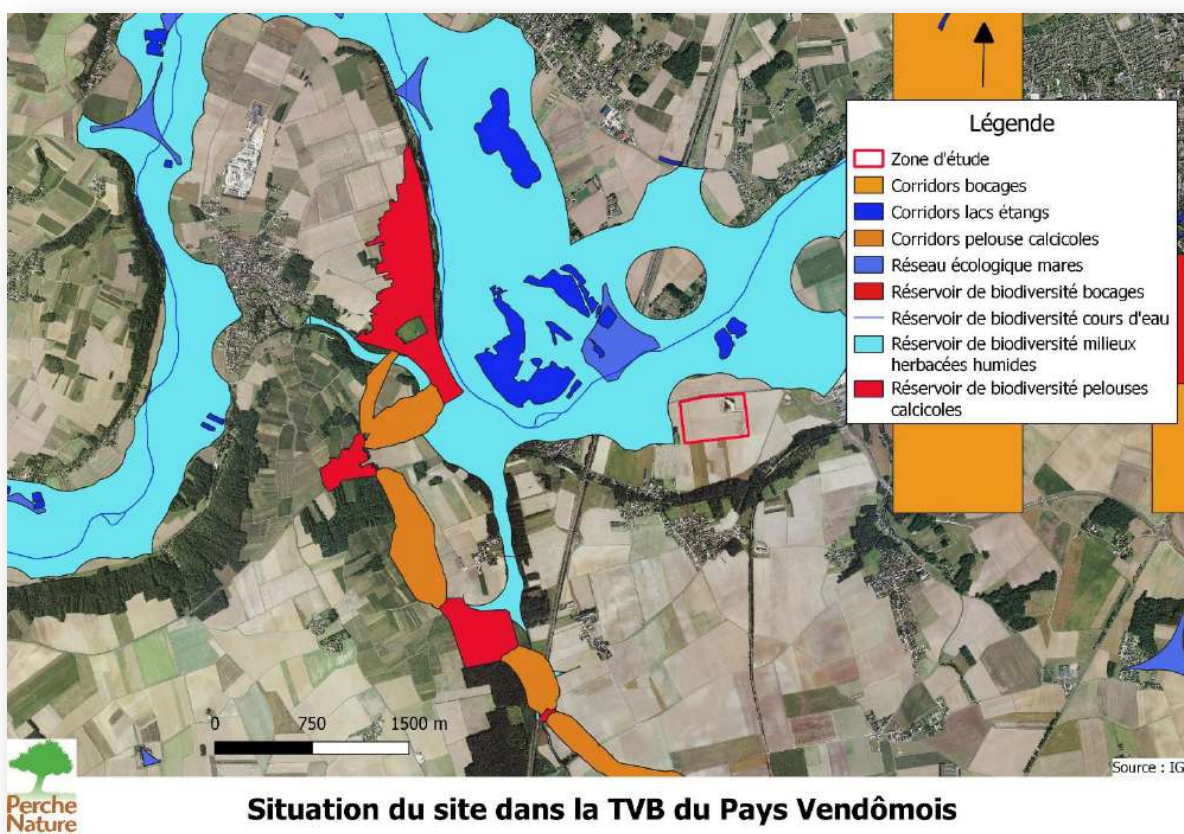 Légende
Zone d'étude
Corridors bocages
Corridors lacs étangs
Corridors pelouse calcicoles
Réseau écologique mares
Réservoir de biodiversité bocages
Réservoir de biodiversité cours d'eau
Réservoir de biodiversité milieux
herbacées humides
Réservoir de biodiversité pelouses
calcicoles
0 750 1500 m
Source : IG
Perche
Nature
Situation du site dans la TVB du Pays Vendômois